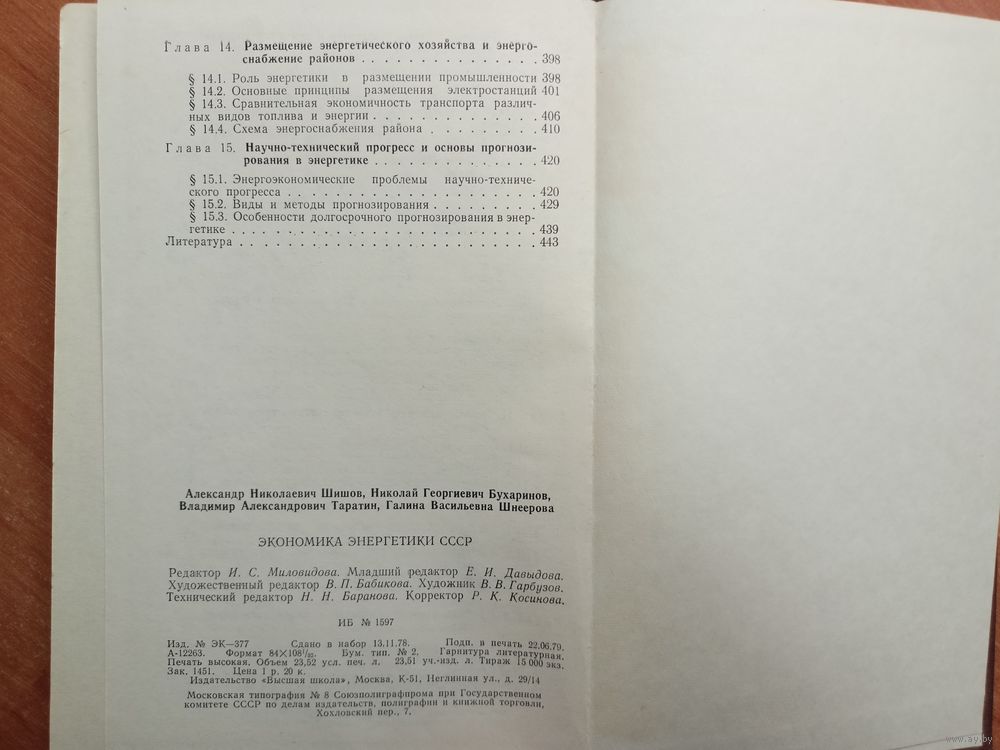 Глава 14. Размещение энергетического хозяйства и энерго-
снабжение районов . . . . . . . . . . . . . . . 398
§ 14.1. Роль энергетики в размещении промышленности 398
§ 14.2. Основные принципы размещения электростанций 401
§ 14.3. Сравнительная экономичность транспорта различ-
ных видов топлива и энергии . . . . . . . . . . . . . . 406
§ 14.4. Схема энергоснабжения района . . . . . . . . . 410
Глава 15. Научно-технический прогресс и основы прогнози-
рования в энергетике . . . . . . . . . . . . . . 420
§ 15.1. Энергоэкономические проблемы научно-техниче-
ского прогресса . . . . . . . . . . . . . . . . . . . . . 420
§ 15.2. Виды и методы прогнозирования . . . . . . . . . 429
§ 15.3. Особенности долгосрочного прогнозирования в энер-
гетике . . . . . . . . . . . . . . . . . . . . . . . . . . 439
Литература . . . . . . . . . . . . . . . . . . . . . . . . . 443
Александр Николаевич Шишов, Николай Георгиевич Бухаринов,
Владимир Александрович Таратин, Галина Васильевна Шнеерова
ЭКОНОМИКА ЭНЕРГЕТИКИ СССР
Редактор И. С. Миловидова. Младший редактор Е. И. Давыдова.
Художественный редактор В. П. Бабикова. Художник В. В. Гарбузов.
Технический редактор Н. Н. Баранова. Корректор Р. К. Косинова.
ИБ № 1597
Изд. № ЭК—377 Сдано в набор 13.11.78. Подп. в печать 22.06.79.
А-12263. Формат 84×108¹/₃₂. Бум. тип. № 2. Гарнитура литературная.
Печать высокая. Объем 23,52 усл. печ. л. 23,51 уч.-изд. л. Тираж 15 000 экз.
Зак. 1451. Цена 1 р. 20 к.
Издательство «Высшая школа», Москва, К-51, Неглинная ул., д. 29/14
Московская типография № 8 Союзполиграфпрома при Государственном
комитете СССР по делам издательств, полиграфии и книжной торговли,
Хохловский пер., 7.
www.ay.by